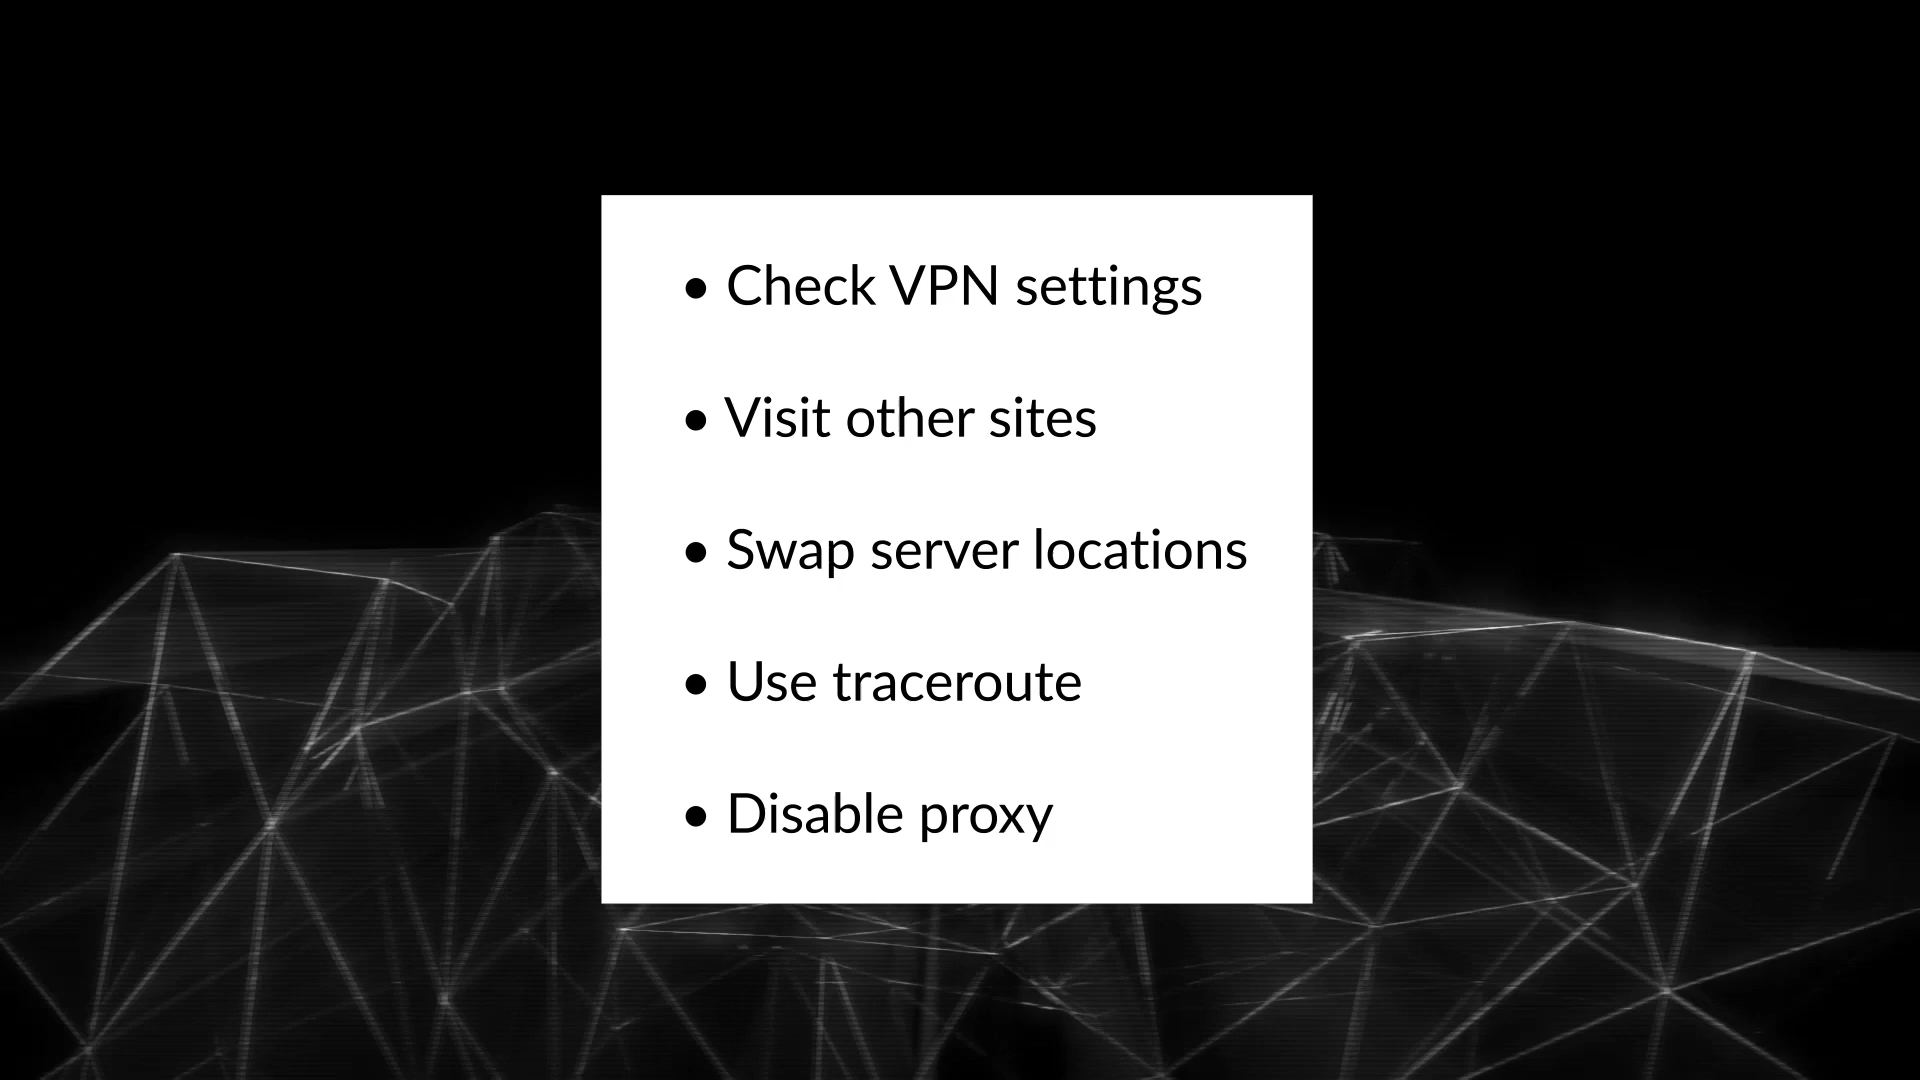 • Check VPN settings
• Visit other sites
• Swap server locations
• Use traceroute
• Disable proxy